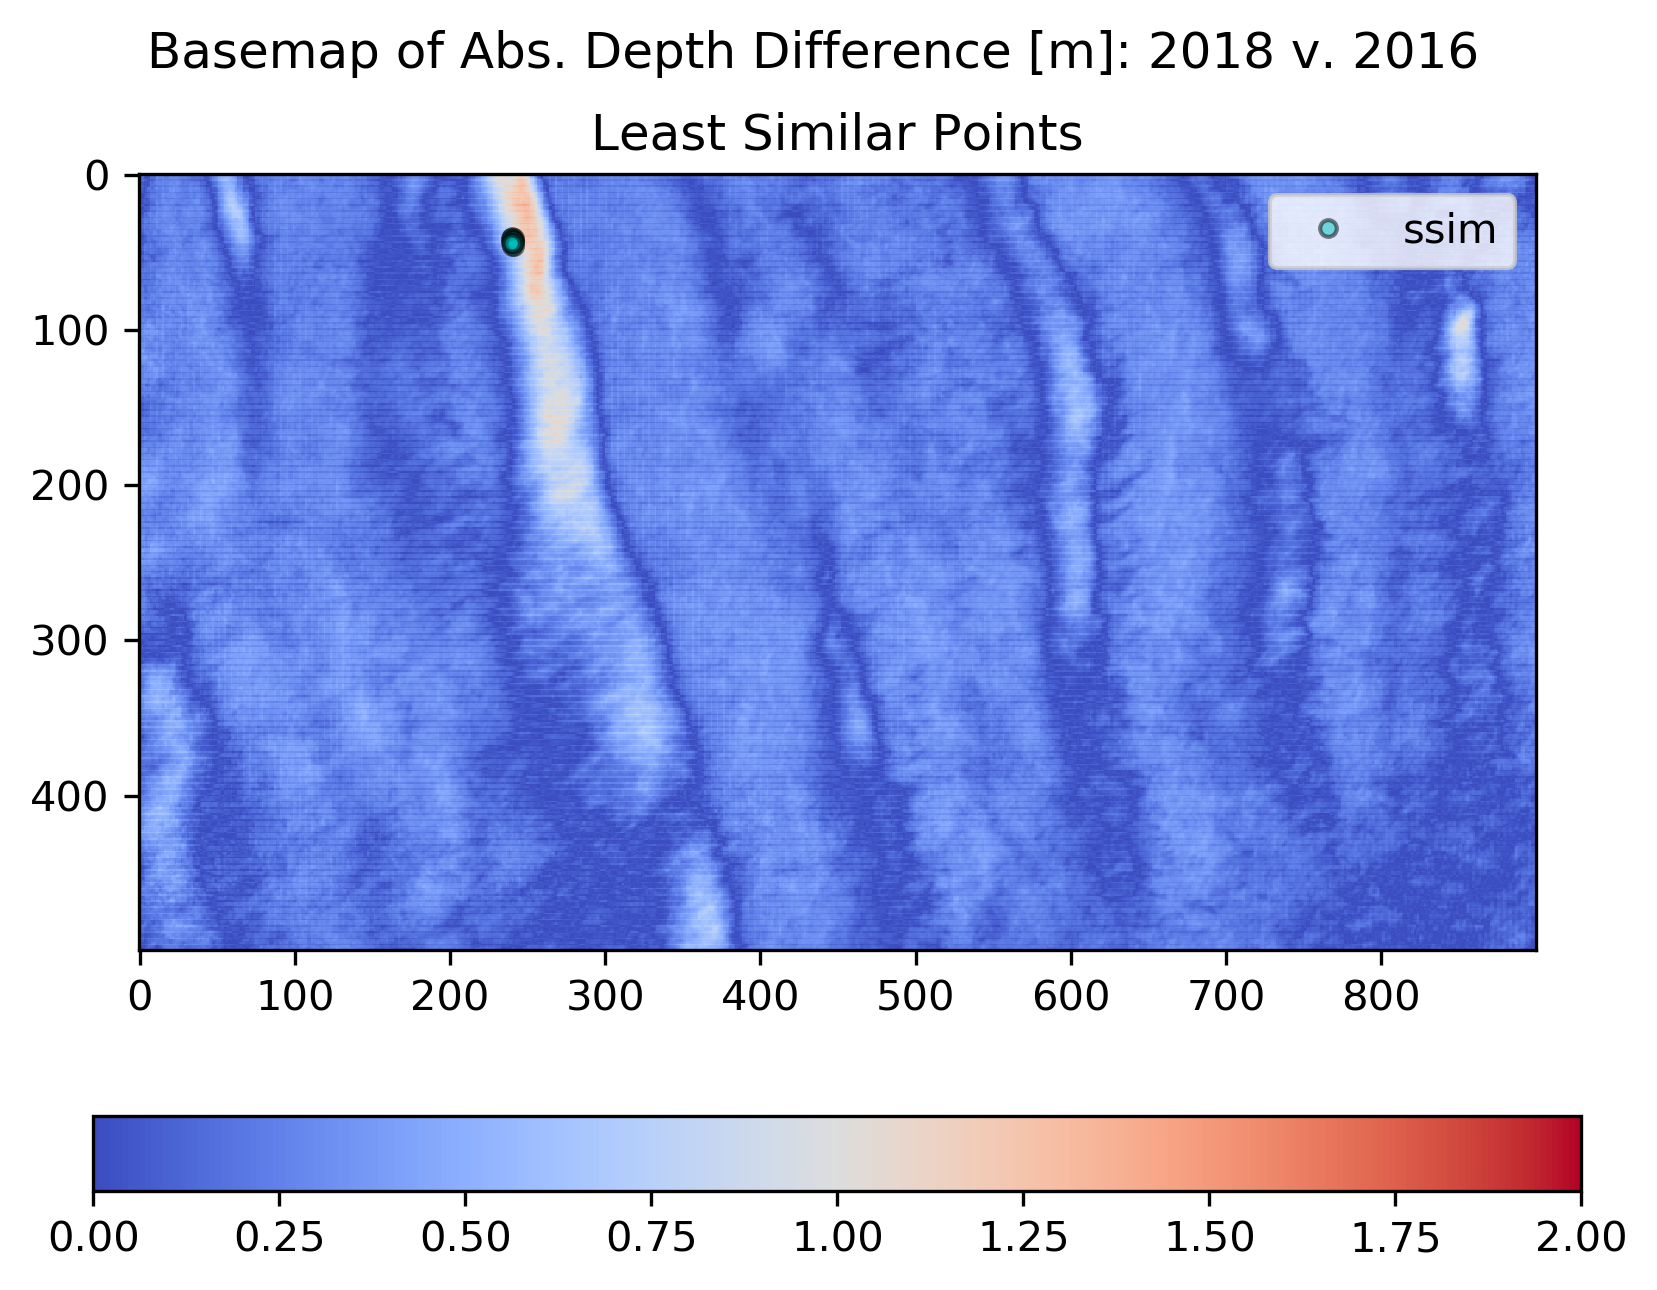 Basemap of Abs. Depth Difference [m]: 2018 v. 2016
Least Similar Points
ssim
0
100
200
300
400
0 100 200 300 400 500 600 700 800
0.00 0.25 0.50 0.75 1.00 1.25 1.50 1.75 2.00